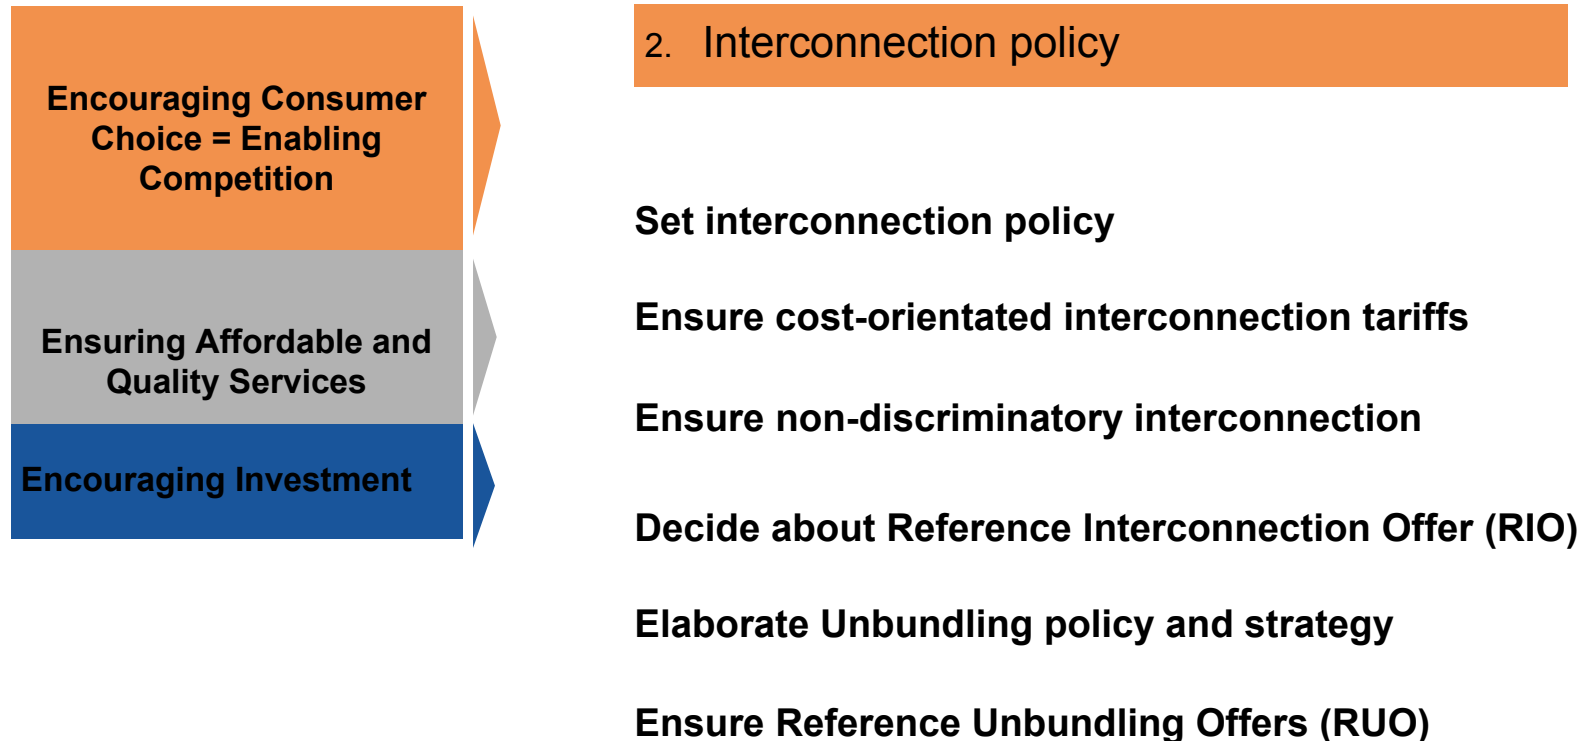 Encouraging Consumer
Choice = Enabling
Competition
Ensuring Affordable and
Quality Services
Encouraging Investment
2. Interconnection policy
Set interconnection policy
Ensure cost-orientated interconnection tariffs
Ensure non-discriminatory interconnection
Decide about Reference Interconnection Offer (RIO)
Elaborate Unbundling policy and strategy
Ensure Reference Unbundling Offers (RUO)